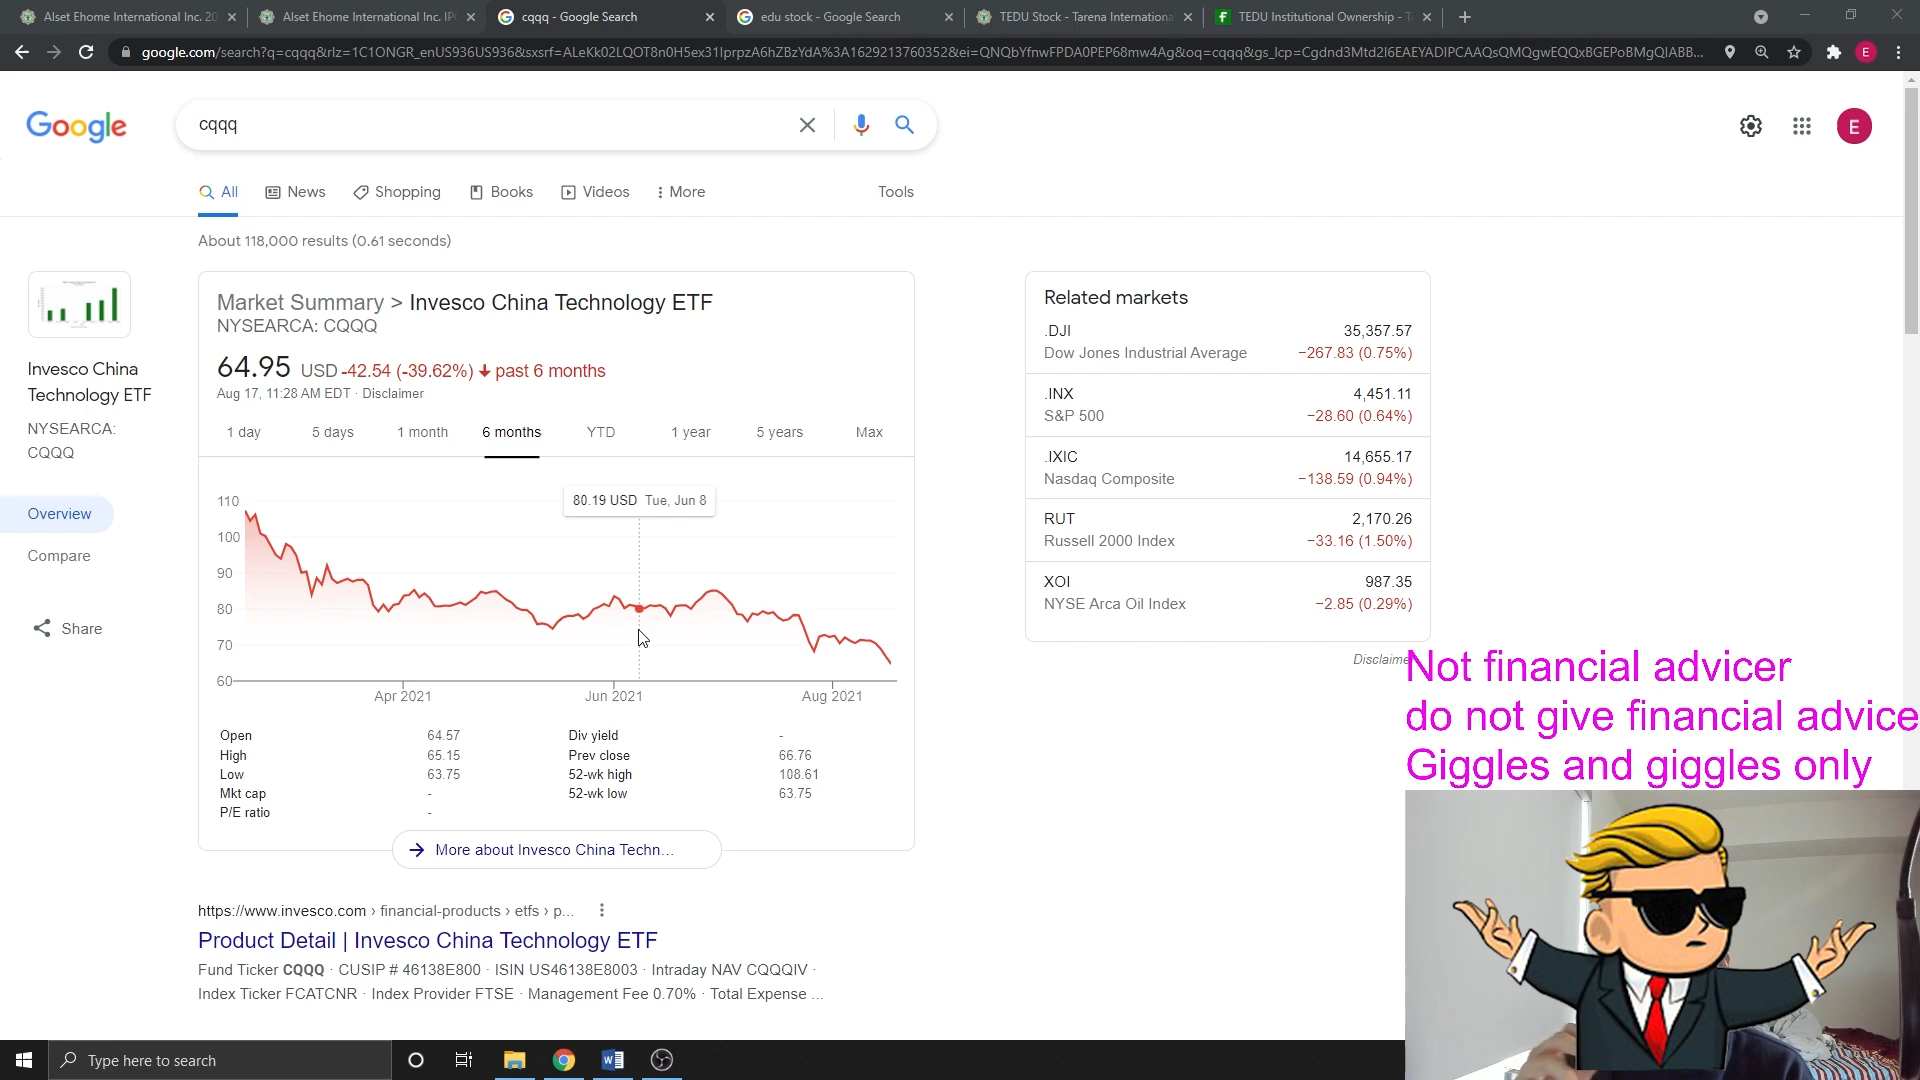 Alset Ehome International Inc. 20
Alset Ehome International Inc. IPO
cqqq - Google Search
edu stock - Google Search
TEDU Stock - Tarena Internationa
TEDU Institutional Ownership - Ta
google.com/search?q=cqqq&rlz=1C1ONGR_enUS936US936&sxsrf=ALeKk02LQOT8n0H5ex31IprpzA6hZBzYdA%3A1629213760352&ei=QNQbYfnwFPDA0PEP68mw4Ag&oq=cqqq&gs_lcp=Cgdnd3Mtd2l6EAEYADIPCAAQsQMQgwEQQxBGEPoBMgQIABB...
E
Google
cqqq
E
All
News
Shopping
Books
Videos
More
Tools
About 118,000 results (0.61 seconds)
Invesco China
Technology ETF
NYSEARCA:
CQQQ
Overview
Compare
Share
Market Summary > Invesco China Technology ETF
NYSEARCA: CQQQ
64.95 USD -42.54 (-39.62%) past 6 months
Aug 17, 11:28 AM EDT · Disclaimer
1 day 5 days 1 month 6 months YTD 1 year 5 years Max
80.19 USD Tue, Jun 8
110
100
90
80
70
60
Apr 2021 Jun 2021 Aug 2021
Open 64.57 Div yield -
High 65.15 Prev close 66.76
Low 63.75 52-wk high 108.61
Mkt cap - 52-wk low 63.75
P/E ratio -
More about Invesco China Techn...
https://www.invesco.com › financial-products › etfs › p...
Product Detail | Invesco China Technology ETF
Fund Ticker CQQQ · CUSIP # 46138E800 · ISIN US46138E8003 · Intraday NAV CQQQIV ·
Index Ticker FCATCNR · Index Provider FTSE · Management Fee 0.70% · Total Expense ...
Related markets
.DJI 35,357.57
Dow Jones Industrial Average −267.83 (0.75%)
.INX 4,451.11
S&P 500 −28.60 (0.64%)
.IXIC 14,655.17
Nasdaq Composite −138.59 (0.94%)
RUT 2,170.26
Russell 2000 Index −33.16 (1.50%)
XOI 987.35
NYSE Arca Oil Index −2.85 (0.29%)
Disclaime
Not financial advicer
do not give financial advice
Giggles and giggles only
Type here to search